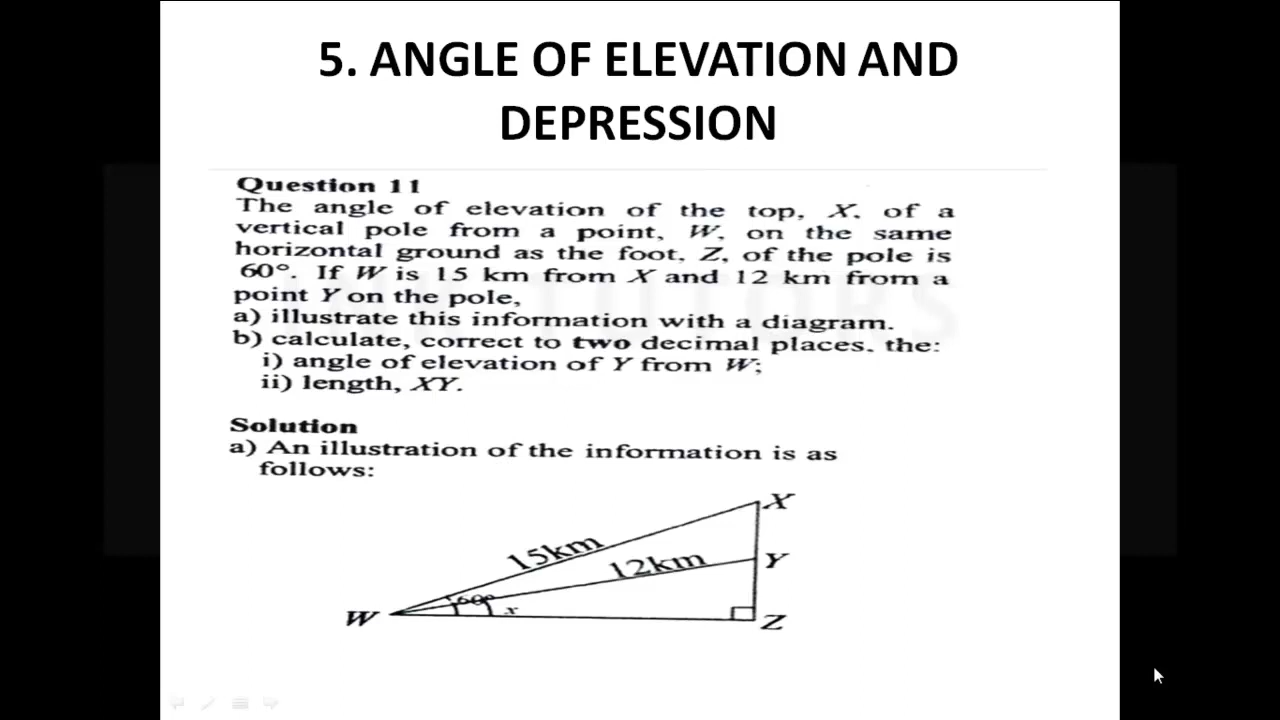 5. ANGLE OF ELEVATION AND
DEPRESSION
Question 11
The angle of elevation of the top, X, of a
vertical pole from a point, W, on the same
horizontal ground as the foot, Z, of the pole is
60°. If W is 15 km from X and 12 km from a
point Y on the pole,
a) illustrate this information with a diagram.
b) calculate, correct to two decimal places, the:
i) angle of elevation of Y from W;
ii) length, XY.
Solution
a) An illustration of the information is as
follows:
X
15km
12km
Y
60°
x
W
Z